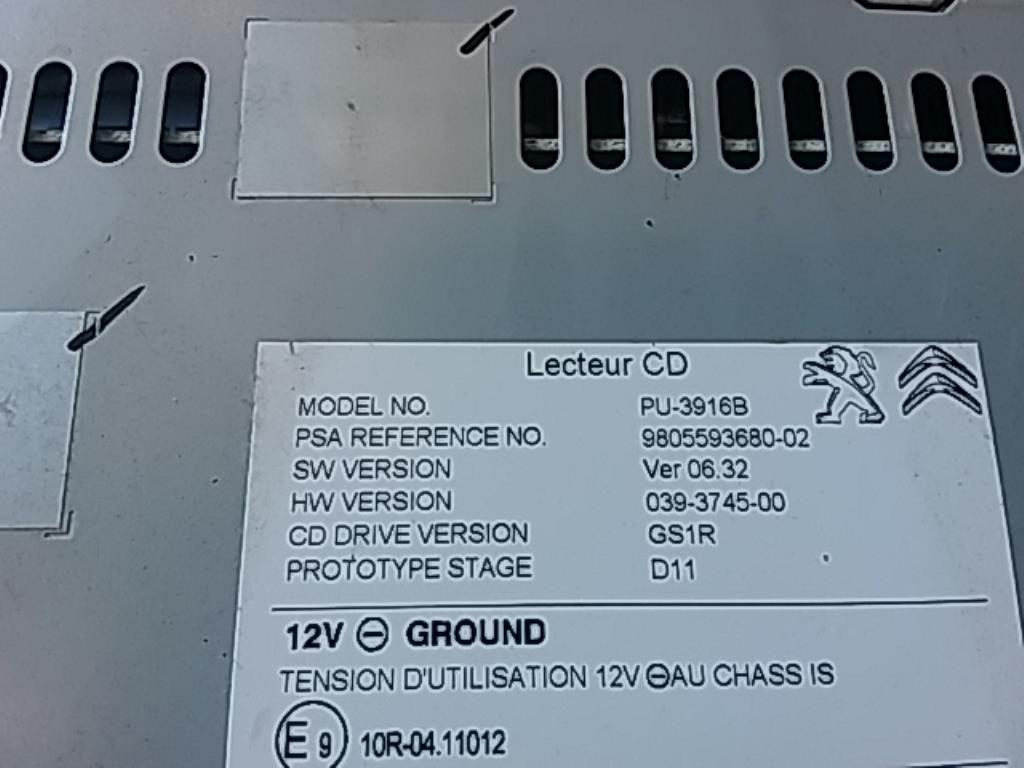 Lecteur CD
MODEL NO. PU-3916B
PSA REFERENCE NO. 9805593680-02
SW VERSION Ver 06.32
HW VERSION 039-3745-00
CD DRIVE VERSION GS1R
PROTOTYPE STAGE D11
12V ⊖ GROUND
TENSION D'UTILISATION 12V ⊖AU CHASS IS
E9 10R-04.11012